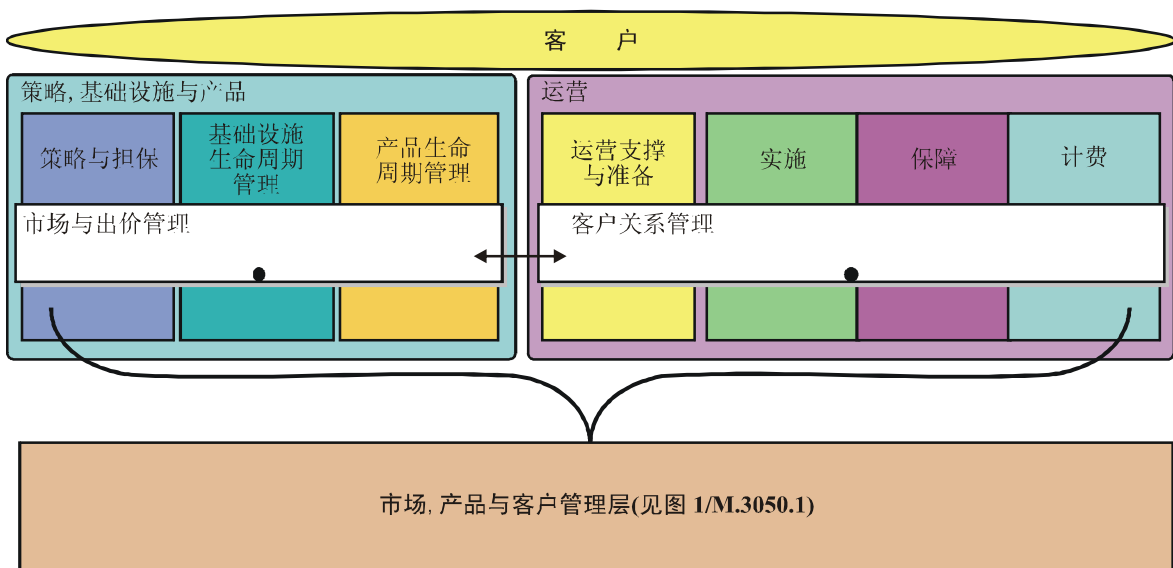 客 户
策略, 基础设施与产品
运营
策略与担保
基础设施
生命周期
管理
产品生命
周期管理
运营支撑
与准备
实施
保障
计费
市场与出价管理
客户关系管理
市场, 产品与客户管理层(见图 1/M.3050.1)